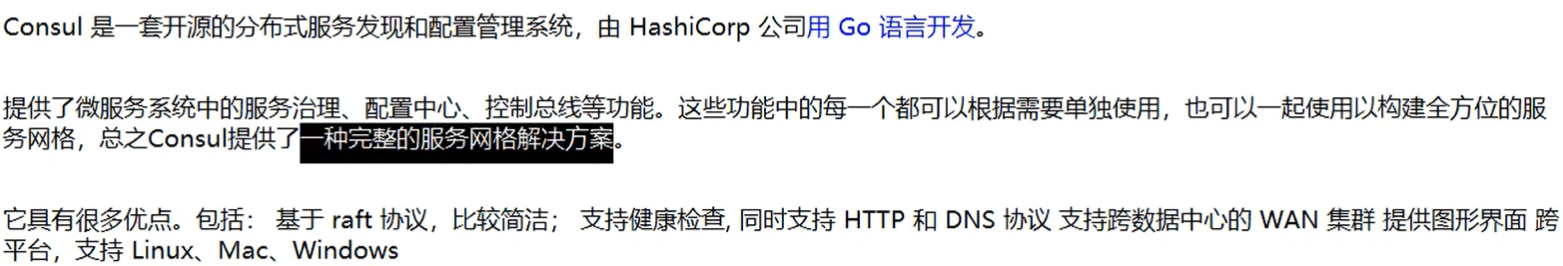 Consul 是一套开源的分布式服务发现和配置管理系统，由 HashiCorp 公司用 Go 语言开发。
提供了微服务系统中的服务治理、配置中心、控制总线等功能。这些功能中的每一个都可以根据需要单独使用，也可以一起使用以构建全方位的服
务网格，总之Consul提供了一种完整的服务网格解决方案。
它具有很多优点。包括： 基于 raft 协议，比较简洁； 支持健康检查, 同时支持 HTTP 和 DNS 协议 支持跨数据中心的 WAN 集群 提供图形界面 跨
平台，支持 Linux、Mac、Windows